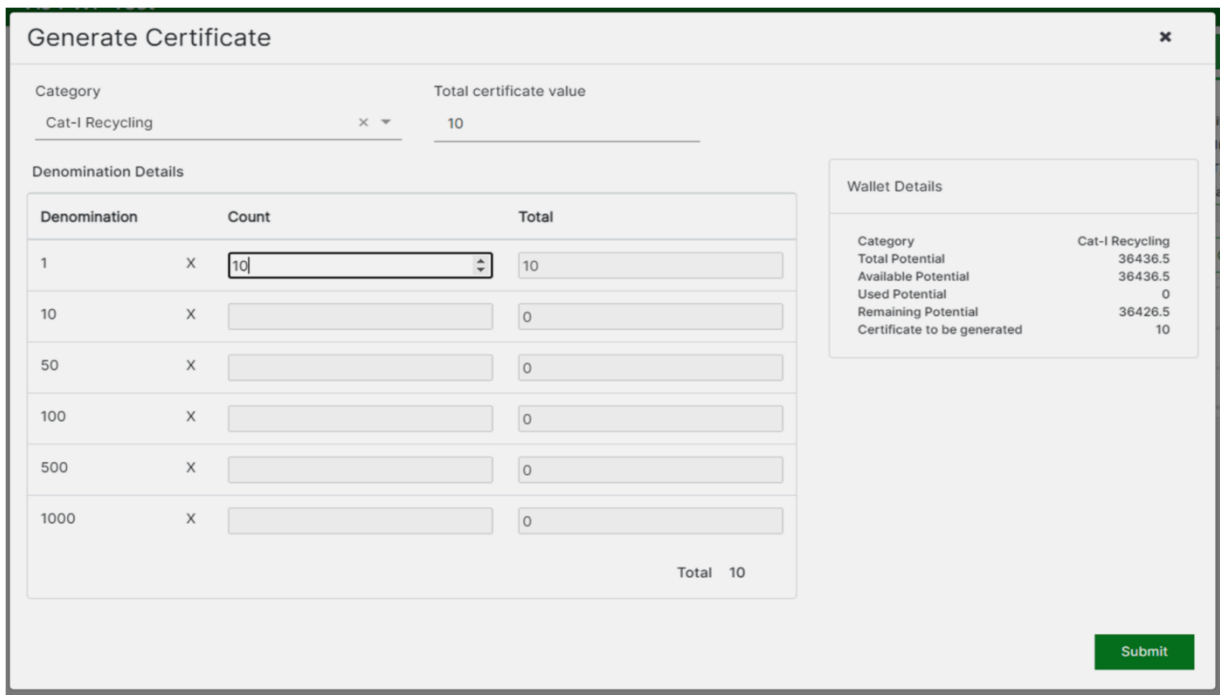 Generate Certificate ×
Category Total certificate value
Cat-I Recycling × 10
Denomination Details
Wallet Details
Denomination Count Total
Category Cat-I Recycling
1 X 10 10
Total Potential 36436.5
Available Potential 36436.5
Used Potential 0
10 X 0
Remaining Potential 36426.5
Certificate to be generated 10
50 X 0
100 X 0
500 X 0
1000 X 0
Total 10
Submit